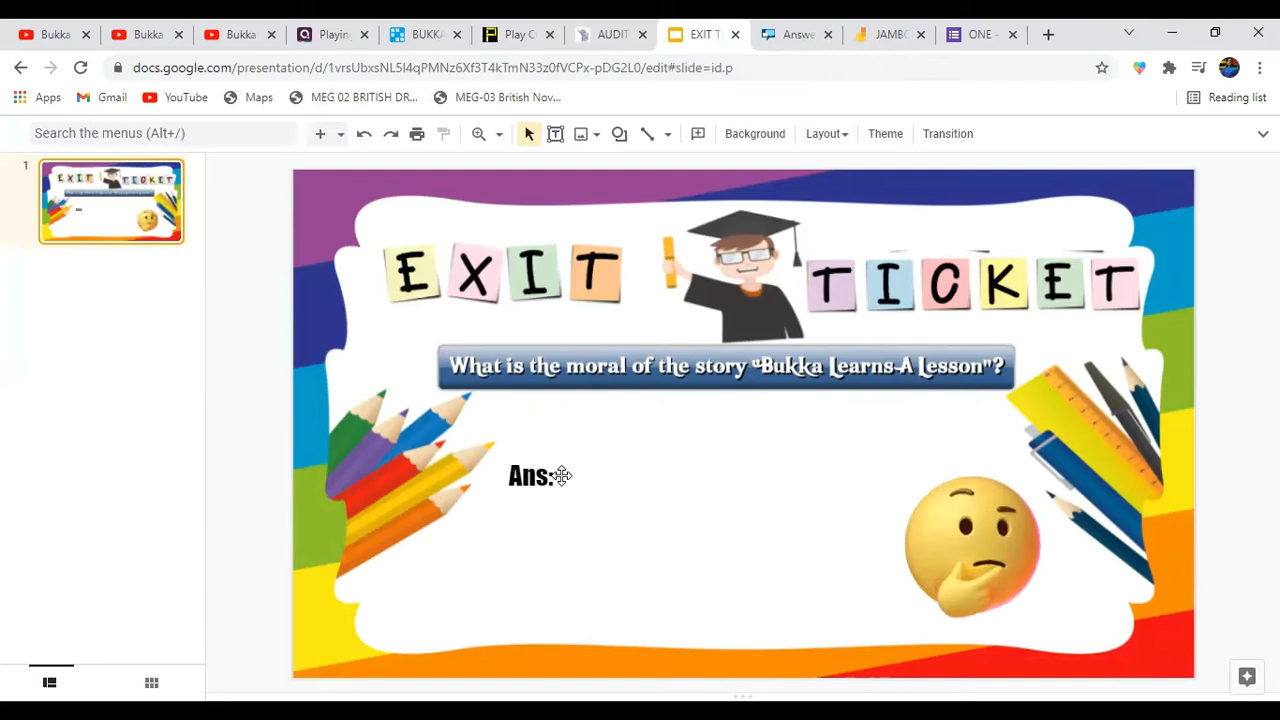 Bukka
Bukka
Bukka
Playin
BUKKA
Play C
AUDIT
EXIT T
Answe
JAMBO
ONE -
docs.google.com/presentation/d/1vrsUbxsNL5l4qPMNz6Xf3T4kTmN33z0fVCPx-pDG2L0/edit#slide=id.p
Apps
Gmail
YouTube
Maps
MEG 02 BRITISH DR...
MEG-03 British Nov...
Reading list
Search the menus (Alt+/)
Background
Layout
Theme
Transition
1
EXIT TICKET
What is the moral of the story "Bukka Learns-A Lesson"?
Ans: